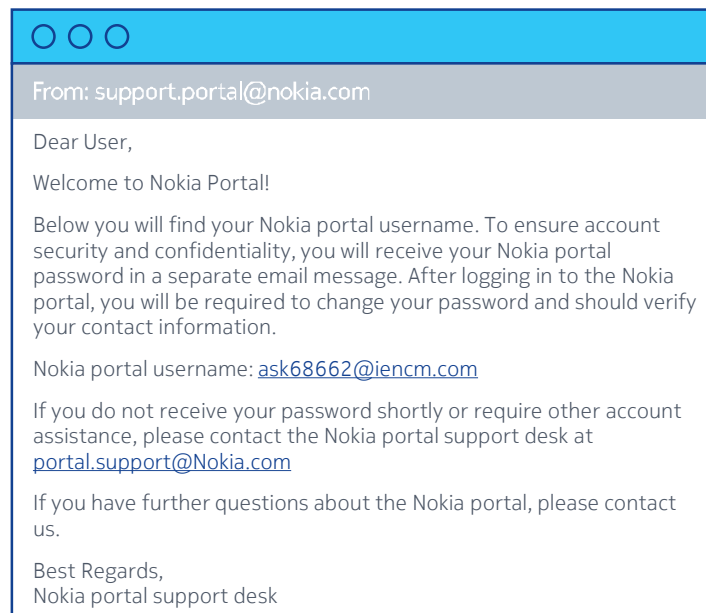 From: support.portal@nokia.com
Dear User,
Welcome to Nokia Portal!
Below you will find your Nokia portal username. To ensure account
security and confidentiality, you will receive your Nokia portal
password in a separate email message. After logging in to the Nokia
portal, you will be required to change your password and should verify
your contact information.
Nokia portal username: ask68662@iencm.com
If you do not receive your password shortly or require other account
assistance, please contact the Nokia portal support desk at
portal.support@Nokia.com
If you have further questions about the Nokia portal, please contact
us.
Best Regards,
Nokia portal support desk